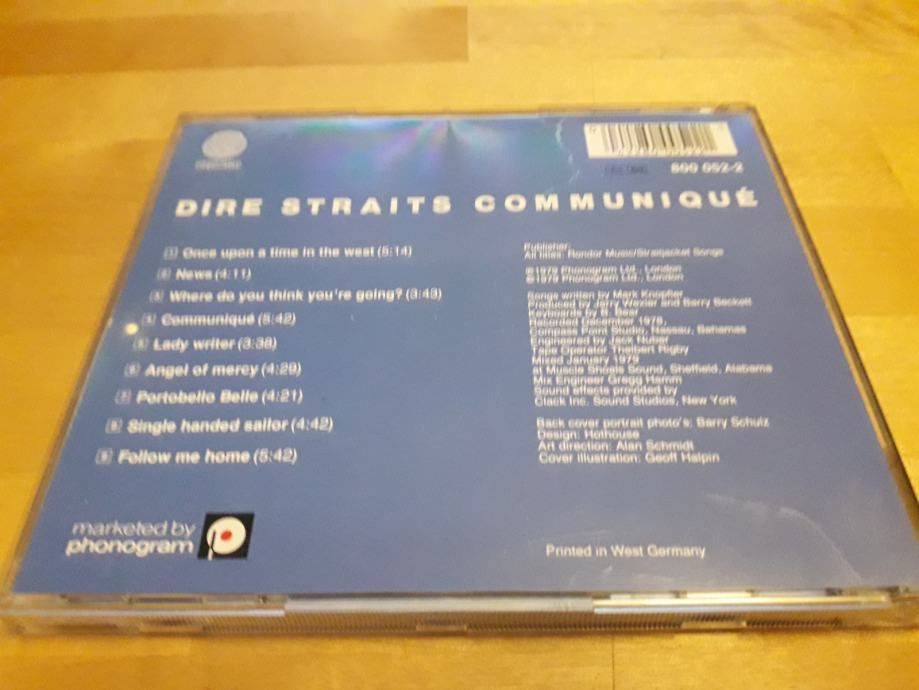 800 052-2
DIRE STRAITS COMMUNIQUÉ
1 Once upon a time in the west (5:14)
2 News (4:11)
3 Where do you think you're going? (3:43)
4 Communiqué (5:42)
5 Lady writer (3:38)
6 Angel of mercy (4:29)
7 Portobello Belle (4:21)
8 Single handed sailor (4:42)
9 Follow me home (5:42)
Publisher:
All titles: Rondor Music/Straitjacket Songs
℗1979 Phonogram Ltd., London
©1979 Phonogram Ltd., London
Songs written by Mark Knopfler
Produced by Jerry Wexler and Barry Beckett
Keyboards by B. Bear
Recorded December 1978,
Compass Point Studio, Nassau, Bahamas
Engineered by Jack Nuber
Tape Operator Thelbert Rigby
Mixed January 1979
at Muscle Shoals Sound, Sheffield, Alabama
Mix Engineer Gregg Hamm
Sound effects provided by
Clack Inc. Sound Studios, New York
Back cover portrait photo's: Barry Schulz
Design: Hothouse
Art direction: Alan Schmidt
Cover illustration: Geoff Halpin
marketed by
phonogram
Printed in West Germany